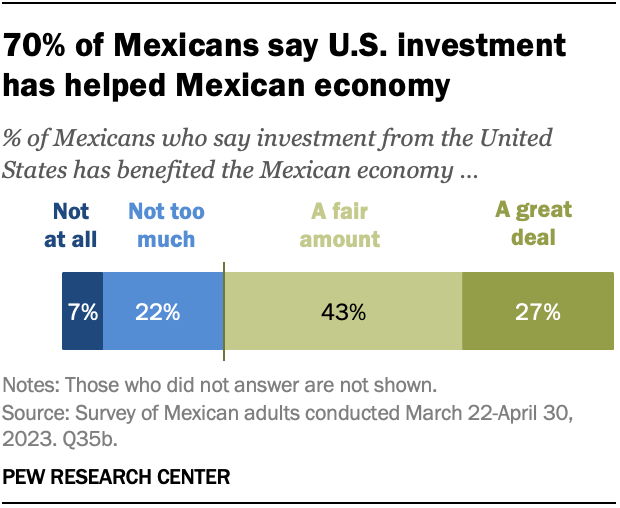 70% of Mexicans say U.S. investment
has helped Mexican economy
% of Mexicans who say investment from the United
States has benefited the Mexican economy ...
Not at all
Not too much
A fair amount
A great deal
7%
22%
43%
27%
Notes: Those who did not answer are not shown.
Source: Survey of Mexican adults conducted March 22-April 30,
2023. Q35b.
PEW RESEARCH CENTER